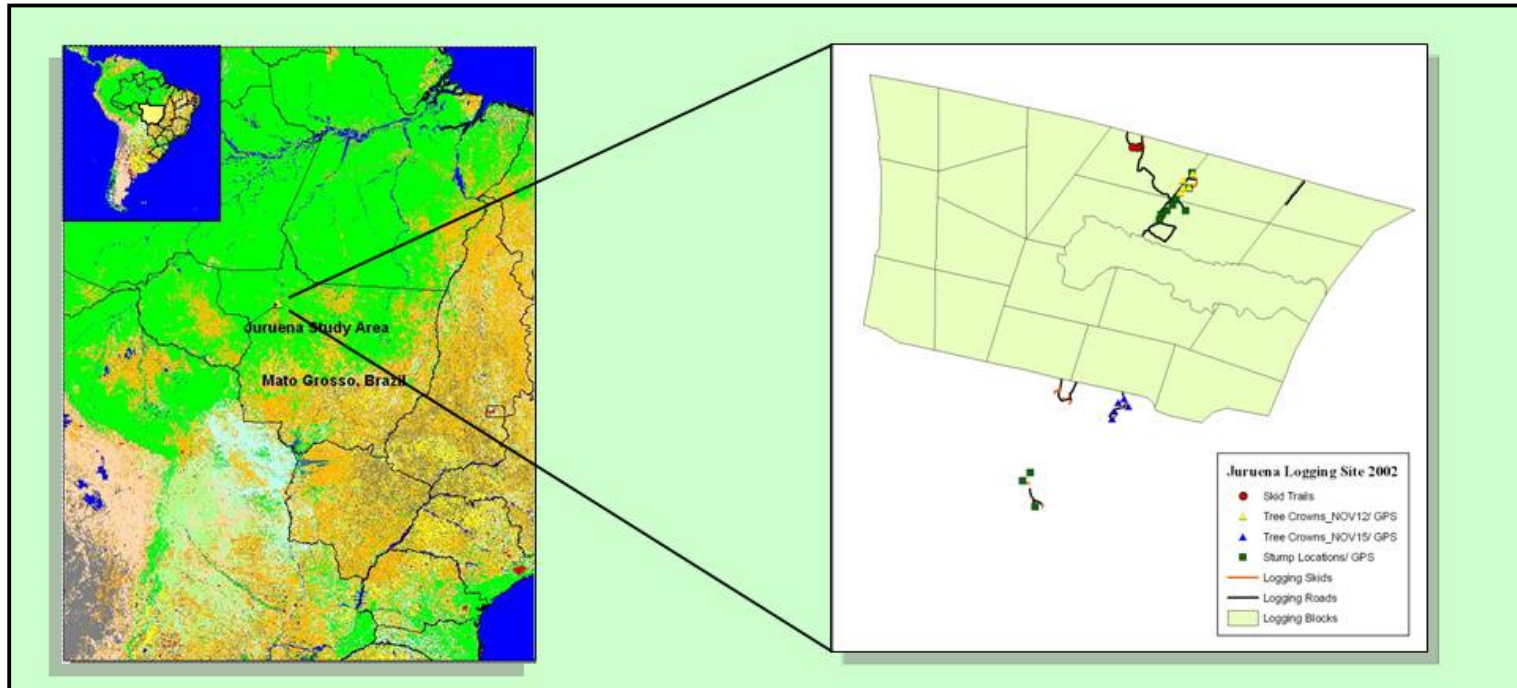 Juruena Study Area
Mato Grosso, Brazil
Juruena Logging Site 2002
Skid Trails
Tree Crowns_NOV12/ GPS
Tree Crowns_NOV15/ GPS
Stump Locations/ GPS
Logging Skids
Logging Roads
Logging Blocks